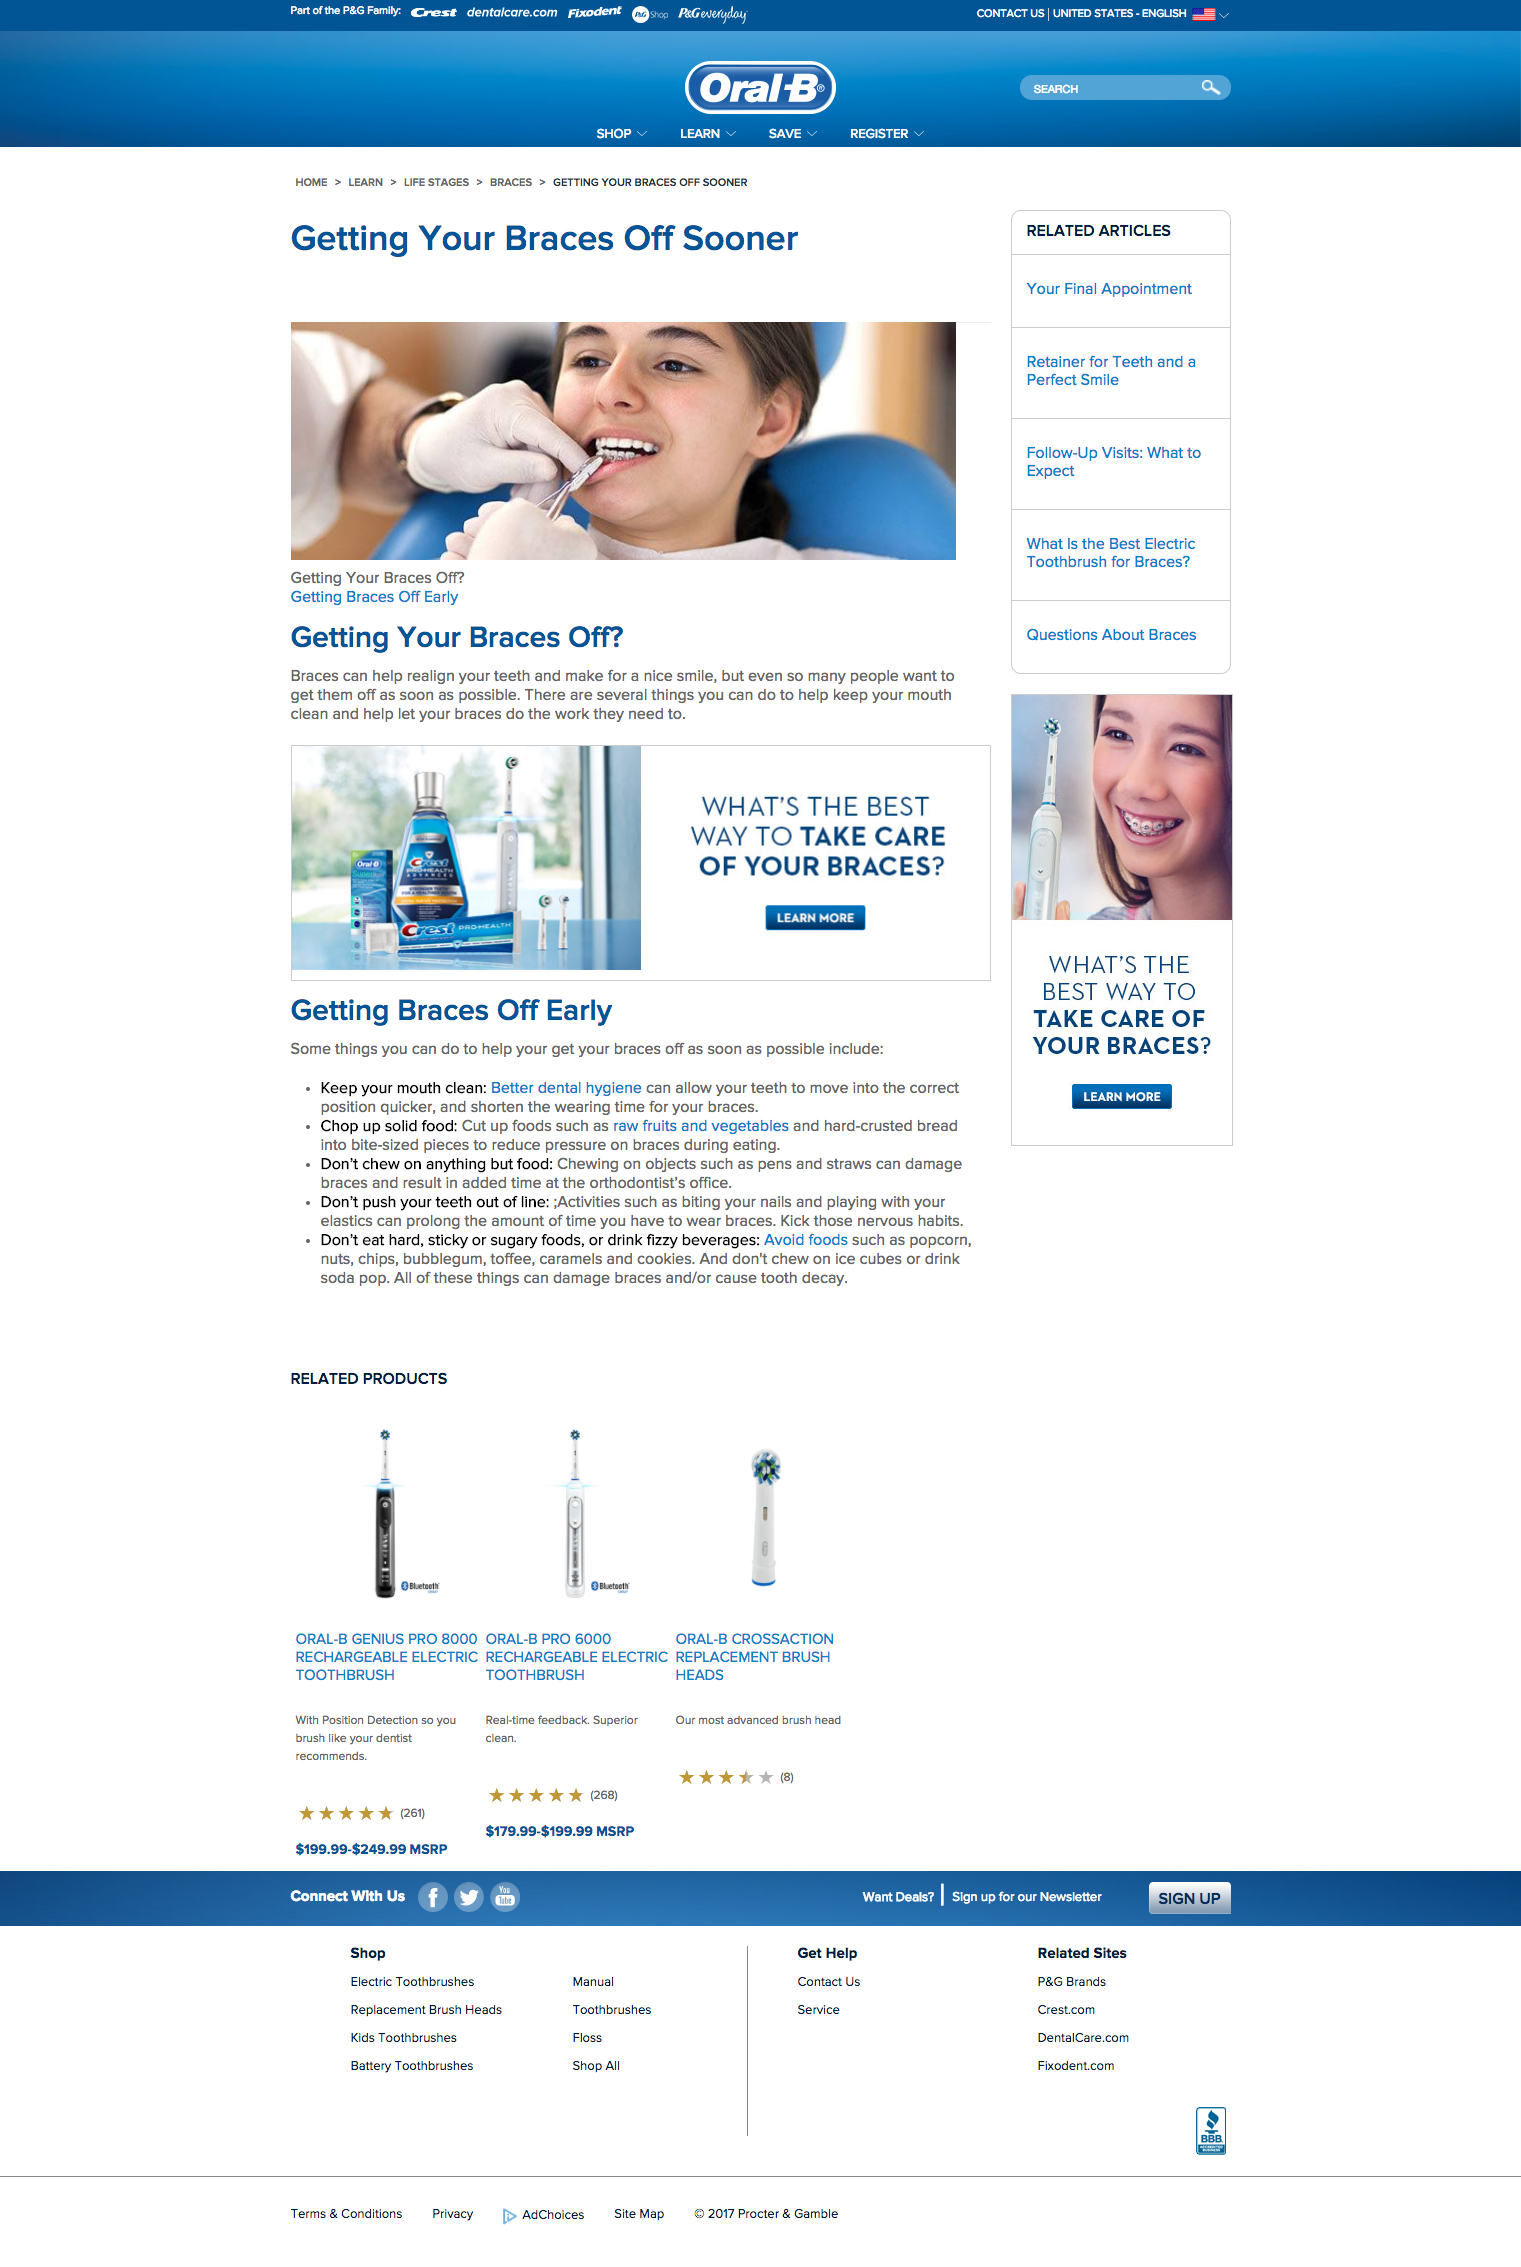 Part of the P&G Family: Crest dentalcare.com Fixodent P&G Shop P&G everyday
CONTACT US | UNITED STATES - ENGLISH
Oral-B®
SEARCH
SHOP LEARN SAVE REGISTER
HOME > LEARN > LIFE STAGES > BRACES > GETTING YOUR BRACES OFF SOONER
Getting Your Braces Off Sooner
Getting Your Braces Off?
Getting Braces Off Early
Getting Your Braces Off?
Braces can help realign your teeth and make for a nice smile, but even so many people want to
get them off as soon as possible. There are several things you can do to help keep your mouth
clean and help let your braces do the work they need to.
Oral-B
Crest
PRO-HEALTH
ADVANCED
Crest PRO-HEALTH
WHAT'S THE BEST
WAY TO TAKE CARE
OF YOUR BRACES?
LEARN MORE
Getting Braces Off Early
Some things you can do to help your get your braces off as soon as possible include:
• Keep your mouth clean: Better dental hygiene can allow your teeth to move into the correct
position quicker, and shorten the wearing time for your braces.
• Chop up solid food: Cut up foods such as raw fruits and vegetables and hard-crusted bread
into bite-sized pieces to reduce pressure on braces during eating.
• Don't chew on anything but food: Chewing on objects such as pens and straws can damage
braces and result in added time at the orthodontist's office.
• Don't push your teeth out of line: ;Activities such as biting your nails and playing with your
elastics can prolong the amount of time you have to wear braces. Kick those nervous habits.
• Don't eat hard, sticky or sugary foods, or drink fizzy beverages: Avoid foods such as popcorn,
nuts, chips, bubblegum, toffee, caramels and cookies. And don't chew on ice cubes or drink
soda pop. All of these things can damage braces and/or cause tooth decay.
RELATED ARTICLES
Your Final Appointment
Retainer for Teeth and a
Perfect Smile
Follow-Up Visits: What to
Expect
What Is the Best Electric
Toothbrush for Braces?
Questions About Braces
WHAT'S THE
BEST WAY TO
TAKE CARE OF
YOUR BRACES?
LEARN MORE
RELATED PRODUCTS
Bluetooth
Bluetooth
ORAL-B GENIUS PRO 8000
RECHARGEABLE ELECTRIC
TOOTHBRUSH
With Position Detection so you
brush like your dentist
recommends.
(261)
$199.99-$249.99 MSRP
ORAL-B PRO 6000
RECHARGEABLE ELECTRIC
TOOTHBRUSH
Real-time feedback. Superior
clean.
(268)
$179.99-$199.99 MSRP
ORAL-B CROSSACTION
REPLACEMENT BRUSH
HEADS
Our most advanced brush head
(8)
Connect With Us
You Tube
Want Deals? | Sign up for our Newsletter
SIGN UP
Shop
Electric Toothbrushes
Replacement Brush Heads
Kids Toothbrushes
Battery Toothbrushes
Manual
Toothbrushes
Floss
Shop All
Get Help
Contact Us
Service
Related Sites
P&G Brands
Crest.com
DentalCare.com
Fixodent.com
BBB
ACCREDITED
BUSINESS
Terms & Conditions Privacy AdChoices Site Map © 2017 Procter & Gamble